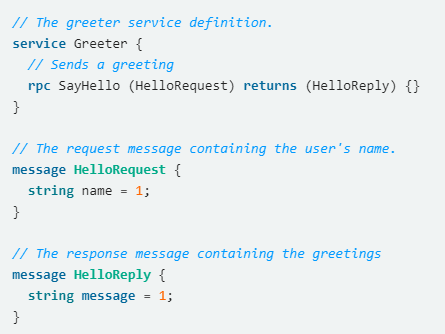 // The greeter service definition.
service Greeter {
  // Sends a greeting
  rpc SayHello (HelloRequest) returns (HelloReply) {}
}

// The request message containing the user's name.
message HelloRequest {
  string name = 1;
}

// The response message containing the greetings
message HelloReply {
  string message = 1;
}